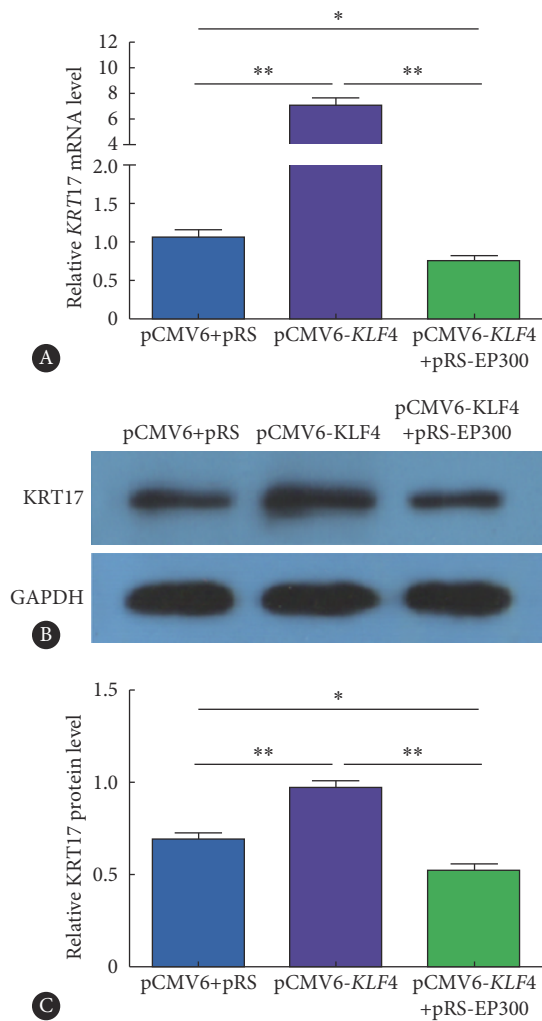 *
**
**
Relative KRT17 mRNA level
12
10
8
6
4
2.0
1.5
1.0
0.5
0
pCMV6+pRS
pCMV6-KLF4
pCMV6-KLF4
+pRS-EP300
A
pCMV6+pRS
pCMV6-KLF4
pCMV6-KLF4
+pRS-EP300
KRT17
GAPDH
B
*
**
**
Relative KRT17 protein level
1.5
1.0
0.5
0
pCMV6+pRS
pCMV6-KLF4
pCMV6-KLF4
+pRS-EP300
C